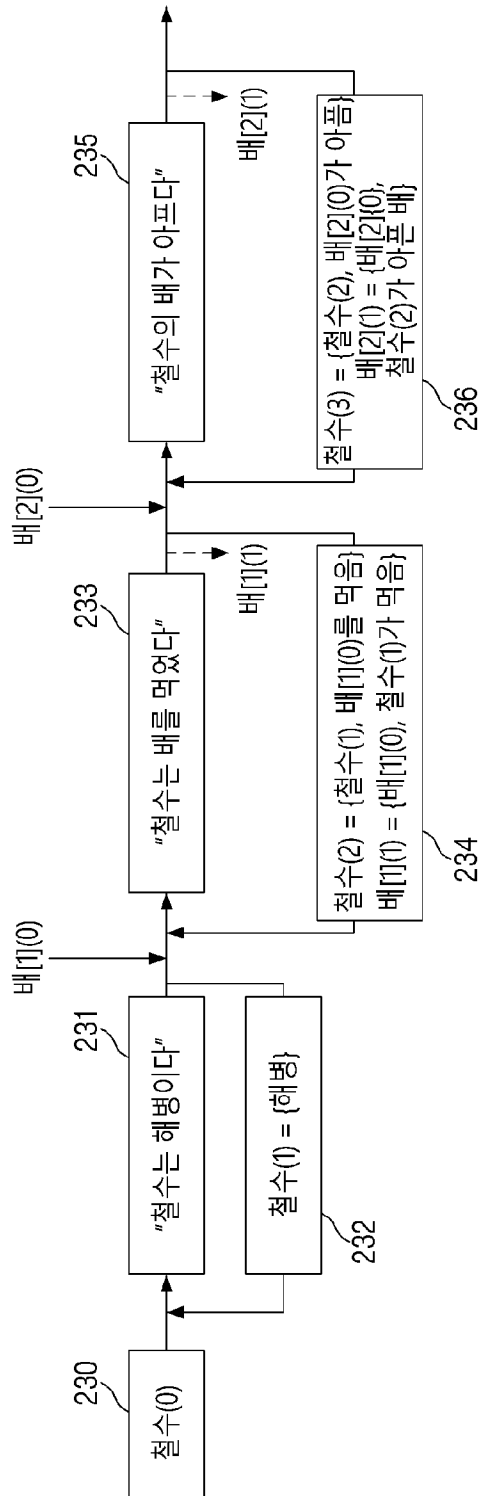 230
철수(0)
231
"철수는 해병이다"
철수(1) = {해병}
232
배[1](0)
233
"철수는 배를 먹었다"
배[1](1)
철수(2) = {철수(1), 배[1](0)를 먹음}
배[1](1) = {배[1](0), 철수(1)가 먹음}
234
배[2](0)
235
"철수의 배가 아프다"
배[2](1)
철수(3) = {철수(2), 배[2](0)가 아픔}
배[2](1) = {배[2]{0),
철수(2)가 아픈 배}
236